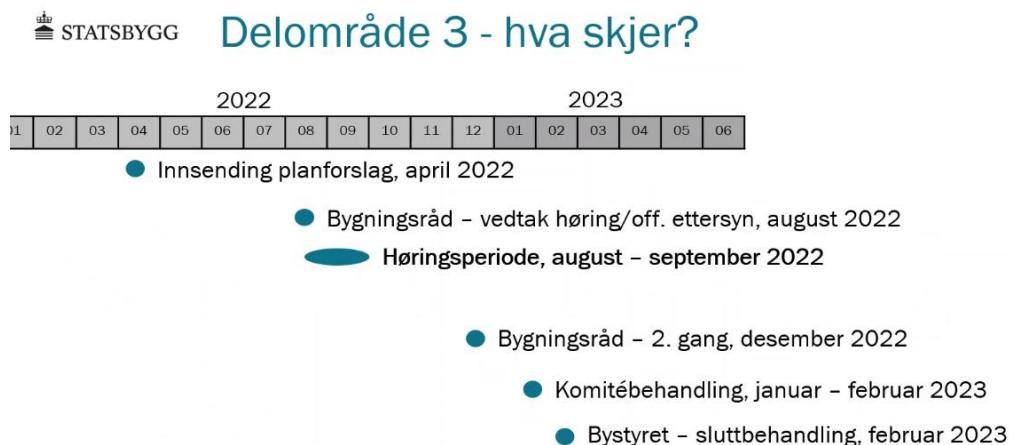 STATSBYGG Delområde 3 - hva skjer?
2022 2023
01 02 03 04 05 06 07 08 09 10 11 12 01 02 03 04 05 06
Innsending planforslag, april 2022
Bygningsråd – vedtak høring/off. ettersyn, august 2022
Høringsperiode, august – september 2022
Bygningsråd – 2. gang, desember 2022
Komitébehandling, januar – februar 2023
Bystyret – sluttbehandling, februar 2023